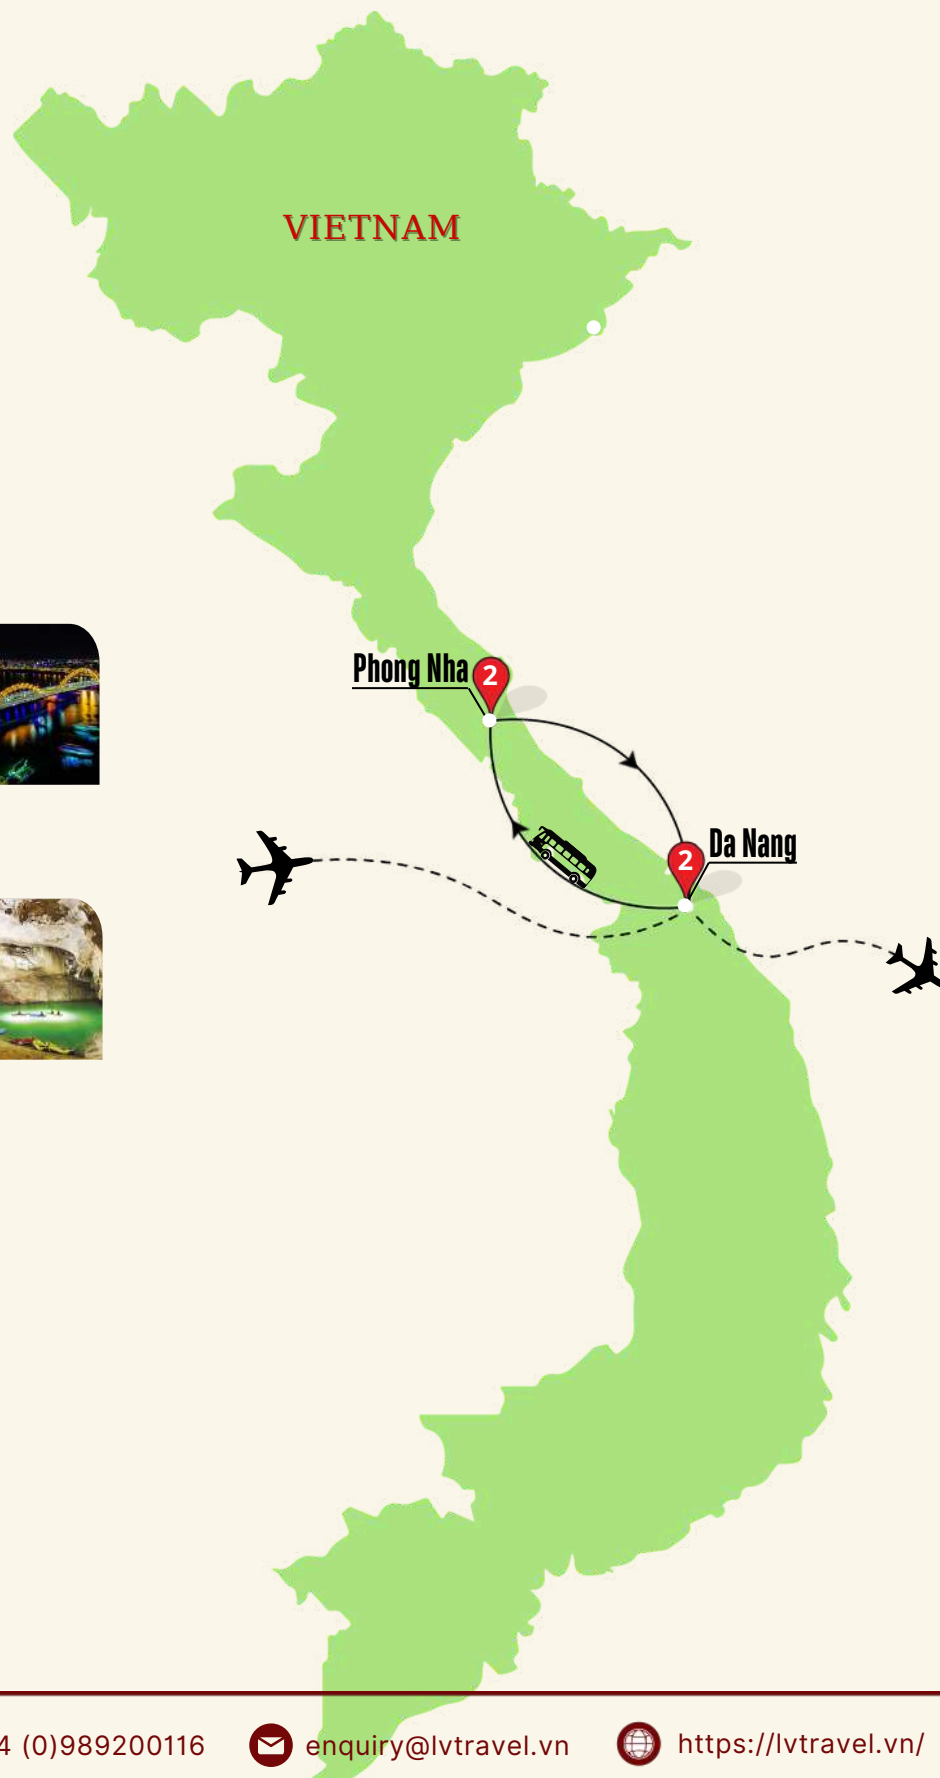 VIETNAM
Phong Nha
2
Da Nang
2
4 (0)989200116
enquiry@lvtravel.vn
https://lvtravel.vn/